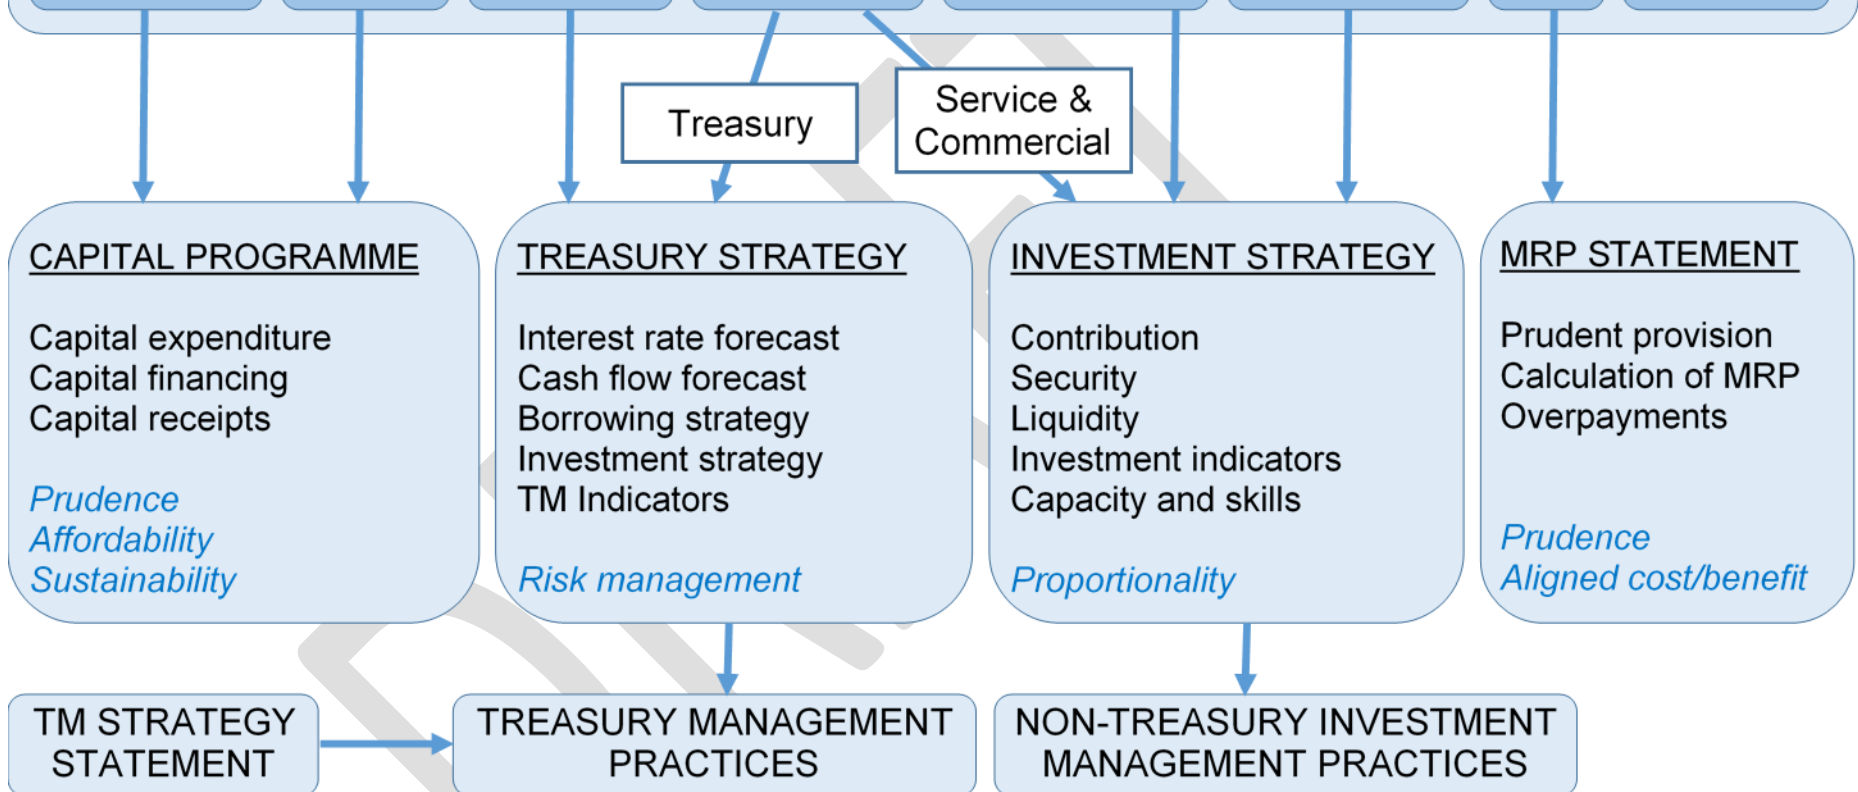 Treasury
Service &
Commercial
CAPITAL PROGRAMME
Capital expenditure
Capital financing
Capital receipts
Prudence
Affordability
Sustainability
TREASURY STRATEGY
Interest rate forecast
Cash flow forecast
Borrowing strategy
Investment strategy
TM Indicators
Risk management
INVESTMENT STRATEGY
Contribution
Security
Liquidity
Investment indicators
Capacity and skills
Proportionality
MRP STATEMENT
Prudent provision
Calculation of MRP
Overpayments
Prudence
Aligned cost/benefit
TM STRATEGY
STATEMENT
TREASURY MANAGEMENT
PRACTICES
NON-TREASURY INVESTMENT
MANAGEMENT PRACTICES